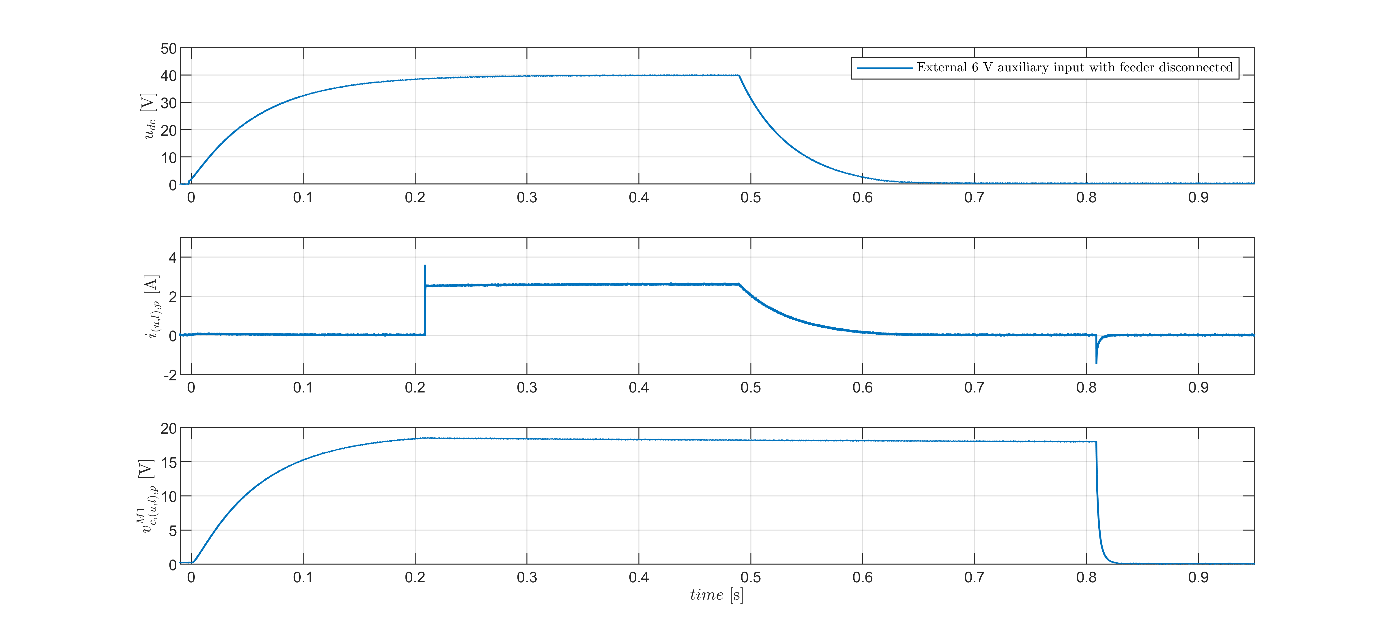 50
40
30
20
10
0
u_dc [V]
External 6 V auxiliary input with feeder disconnected
0 0.1 0.2 0.3 0.4 0.5 0.6 0.7 0.8 0.9
4
2
0
-2
i_(u,l),p [A]
0 0.1 0.2 0.3 0.4 0.5 0.6 0.7 0.8 0.9
20
15
10
5
0
v^M1_c,(u,l),p [V]
0 0.1 0.2 0.3 0.4 0.5 0.6 0.7 0.8 0.9
time [s]